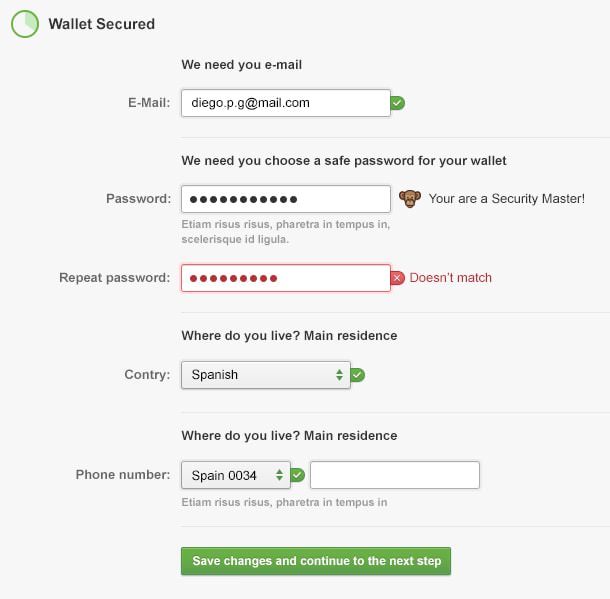 Wallet Secured
We need you e-mail
E-Mail: diego.p.g@mail.com
We need you choose a safe password for your wallet
Password: ●●●●●●●●●●● Your are a Security Master!
Etiam risus risus, pharetra in tempus in,
scelerisque id ligula.
Repeat password: ●●●●●●●●● Doesn't match
Where do you live? Main residence
Contry: Spanish
Where do you live? Main residence
Phone number: Spain 0034
Etiam risus risus, pharetra in tempus in
Save changes and continue to the next step